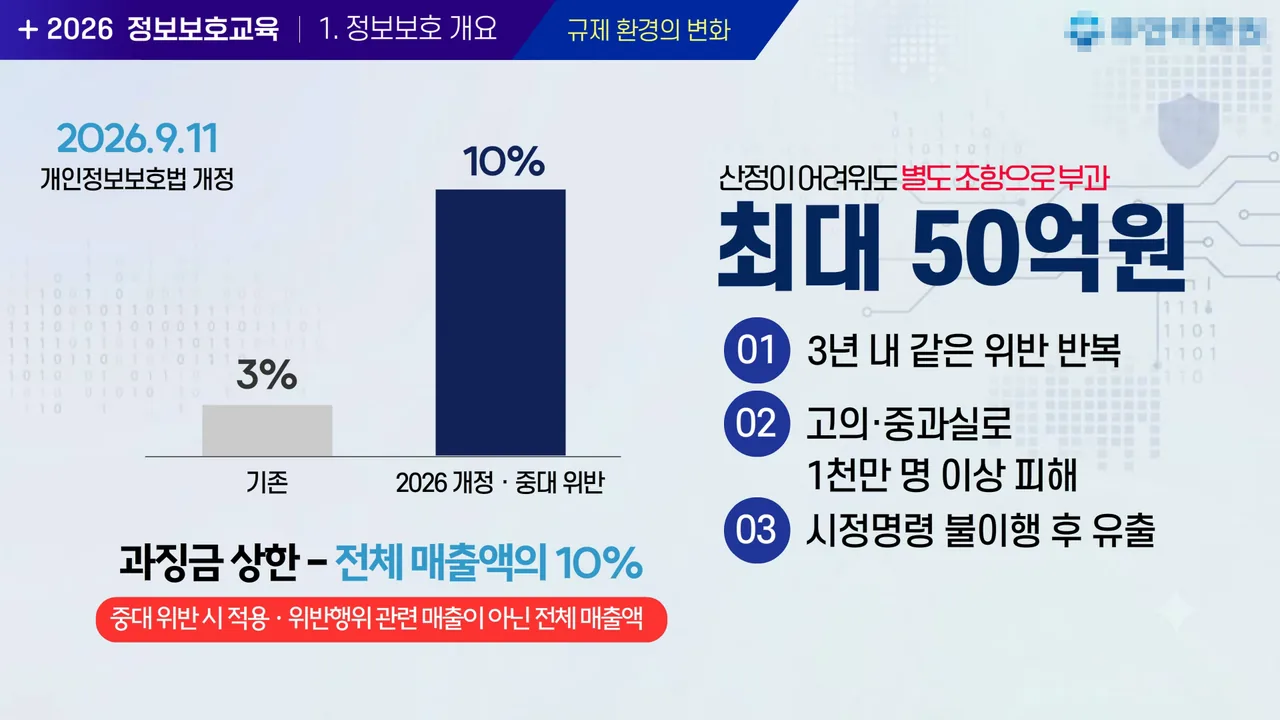 + 2026 정보보호교육 | 1. 정보보호 개요 규제 환경의 변화
2026.9.11
개인정보보호법 개정
10%
3%
기존
2026 개정 · 중대 위반
과징금 상한 – 전체 매출액의 10%
중대 위반 시 적용 · 위반행위 관련 매출이 아닌 전체 매출액
산정이 어려워도 별도 조항으로 부과
최대 50억원
01 3년 내 같은 위반 반복
02 고의·중과실로
1천만 명 이상 피해
03 시정명령 불이행 후 유출